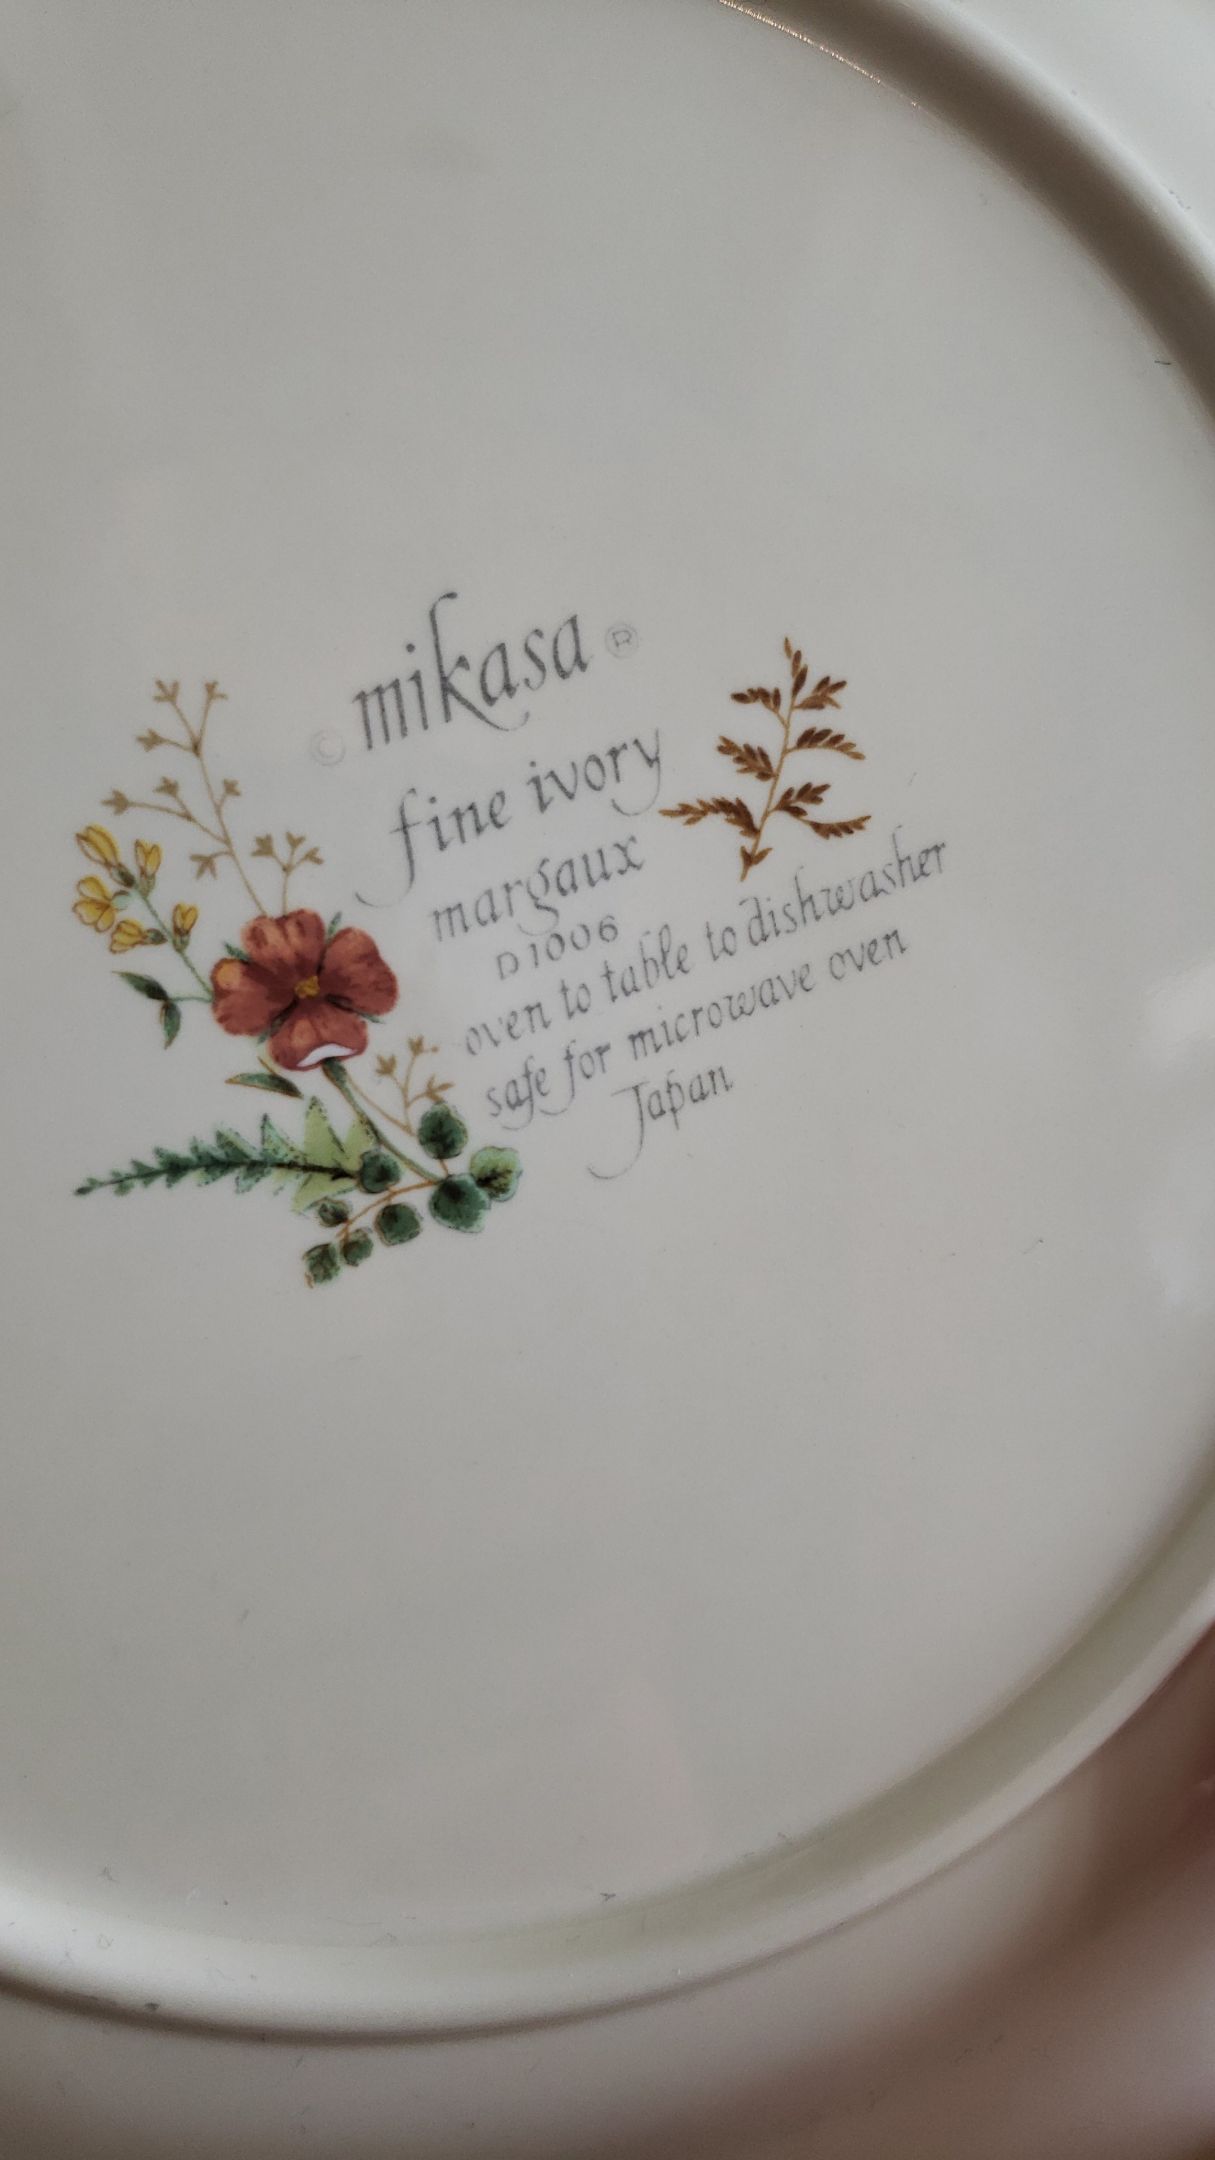 © mikasa ®
fine ivory
margaux
D1006
oven to table to dishwasher
safe for microwave oven
Japan